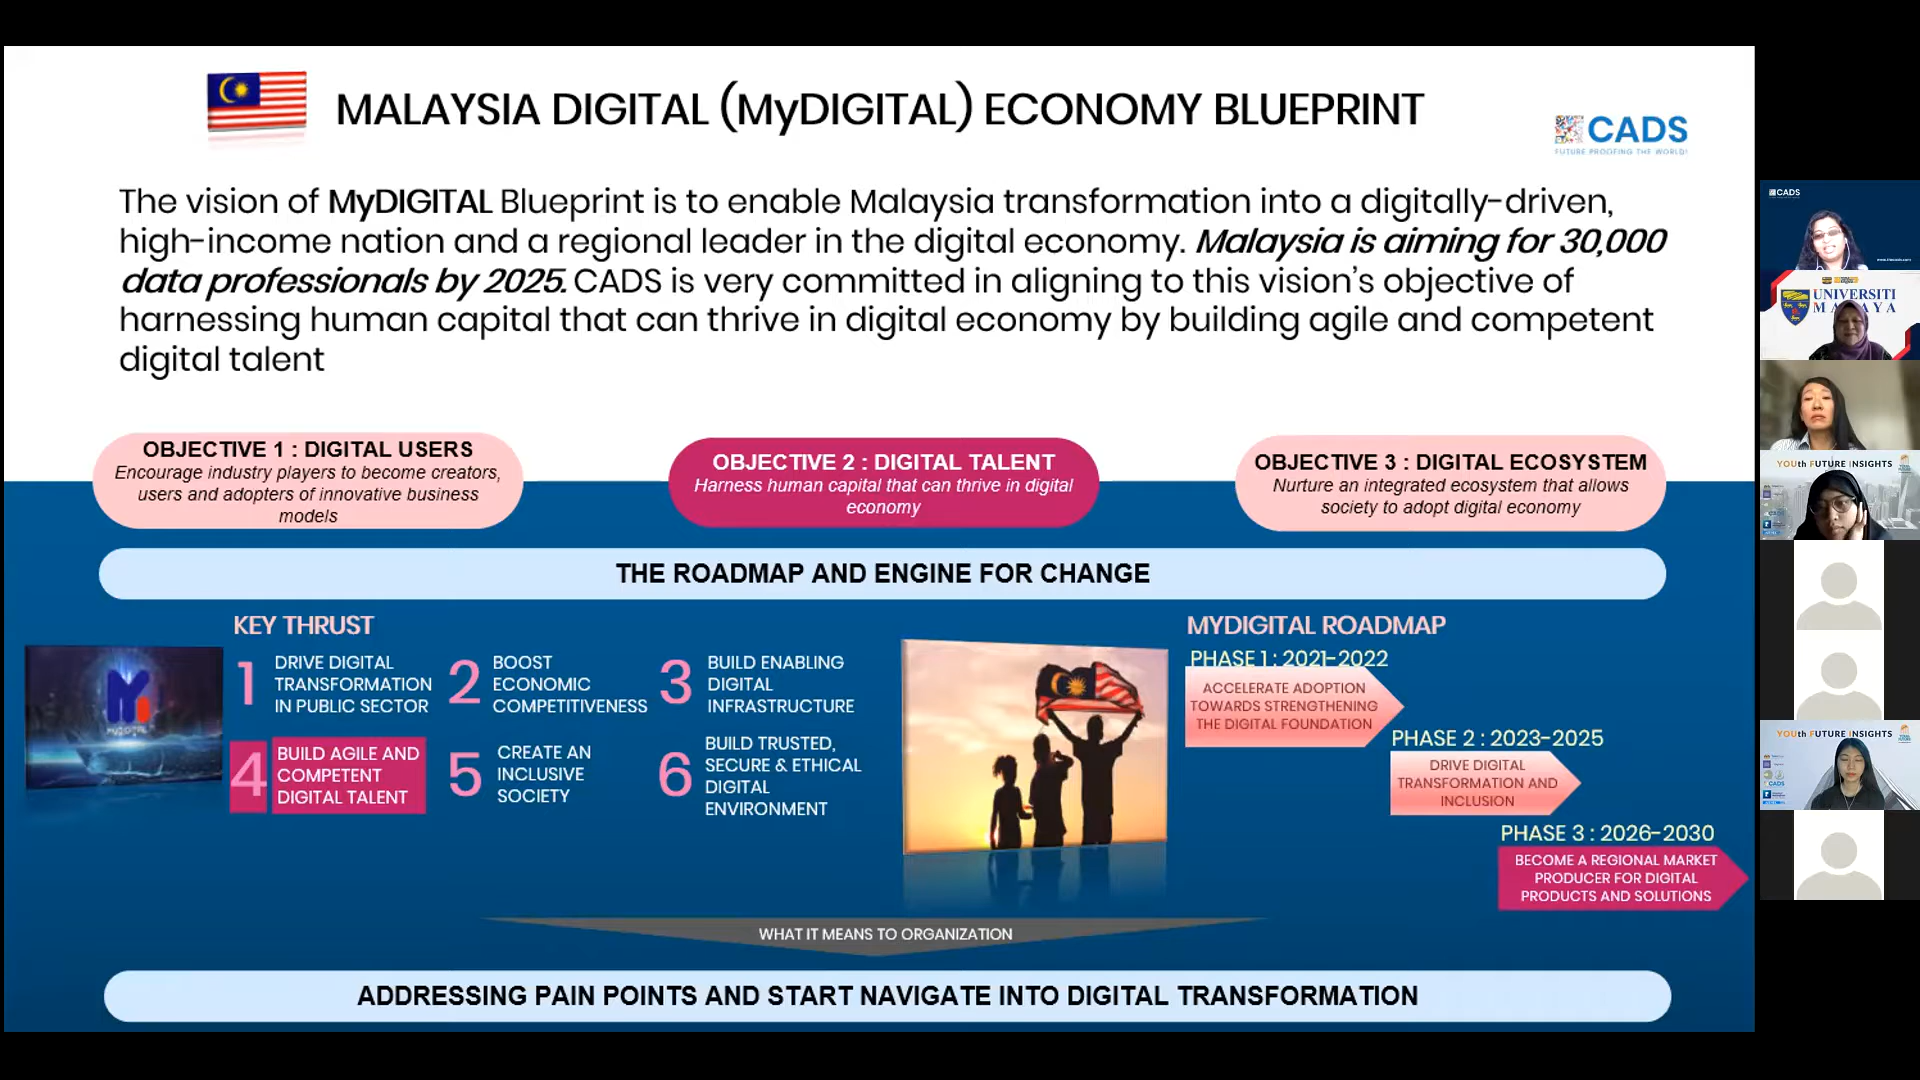 MALAYSIA DIGITAL (MyDIGITAL) ECONOMY BLUEPRINT
CADS
FUTURE PROOFING THE WORLD!
The vision of MyDIGITAL Blueprint is to enable Malaysia transformation into a digitally-driven,
high-income nation and a regional leader in the digital economy. Malaysia is aiming for 30,000
data professionals by 2025. CADS is very committed in aligning to this vision's objective of
harnessing human capital that can thrive in digital economy by building agile and competent
digital talent
OBJECTIVE 1 : DIGITAL USERS
Encourage industry players to become creators,
users and adopters of innovative business
models
OBJECTIVE 2 : DIGITAL TALENT
Harness human capital that can thrive in digital
economy
OBJECTIVE 3 : DIGITAL ECOSYSTEM
Nurture an integrated ecosystem that allows
society to adopt digital economy
THE ROADMAP AND ENGINE FOR CHANGE
KEY THRUST
1
DRIVE DIGITAL
TRANSFORMATION
IN PUBLIC SECTOR
2
BOOST
ECONOMIC
COMPETITIVENESS
3
BUILD ENABLING
DIGITAL
INFRASTRUCTURE
4
BUILD AGILE AND
COMPETENT
DIGITAL TALENT
5
CREATE AN
INCLUSIVE
SOCIETY
6
BUILD TRUSTED,
SECURE & ETHICAL
DIGITAL
ENVIRONMENT
MYDIGITAL
MYDIGITAL ROADMAP
PHASE 1 : 2021-2022
ACCELERATE ADOPTION
TOWARDS STRENGTHENING
THE DIGITAL FOUNDATION
PHASE 2 : 2023-2025
DRIVE DIGITAL
TRANSFORMATION AND
INCLUSION
PHASE 3 : 2026-2030
BECOME A REGIONAL MARKET
PRODUCER FOR DIGITAL
PRODUCTS AND SOLUTIONS
WHAT IT MEANS TO ORGANIZATION
ADDRESSING PAIN POINTS AND START NAVIGATE INTO DIGITAL TRANSFORMATION
CADS
UNIVERSITI
YOUth FUTURE INSIGHTS
YOUth FUTURE INSIGHTS
CADS